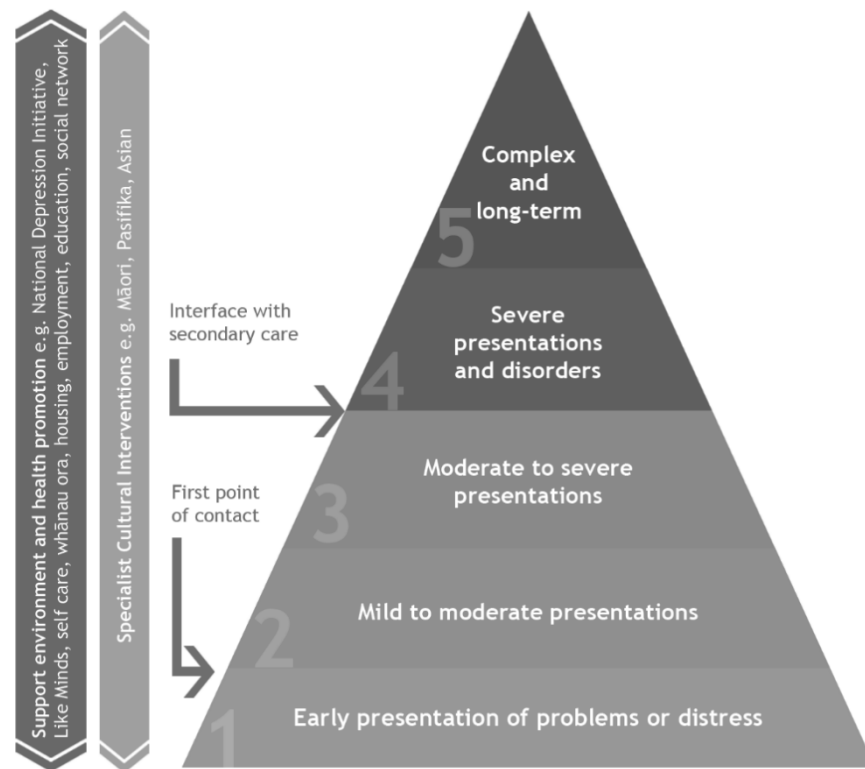 Support environment and health promotion e.g. National Depression Initiative,
Like Minds, self care, whānau ora, housing, employment, education, social network
Specialist Cultural Interventions e.g. Māori, Pasifika, Asian
Complex
and
long-term
5
Interface with
secondary care
Severe
presentations
and disorders
4
Moderate to severe
presentations
3
First point
of contact
Mild to moderate presentations
2
Early presentation of problems or distress
1